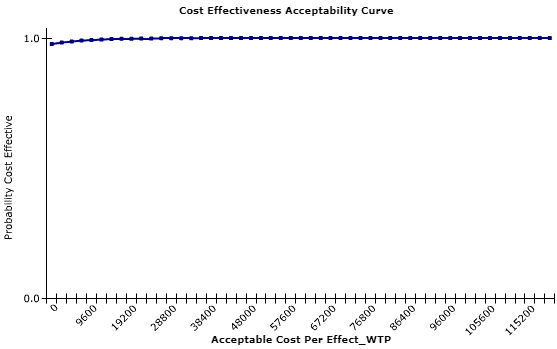 Cost Effectiveness Acceptability Curve
1.0
Probability Cost Effective
0.0
0 9600 19200 28800 38400 48000 57600 67200 76800 86400 96000 105600 115200
Acceptable Cost Per Effect_WTP